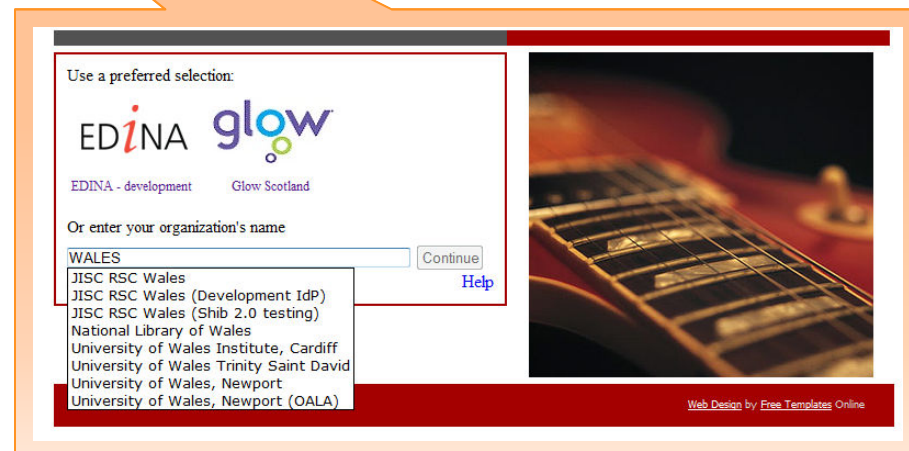 Use a preferred selection:
EDiNA glow
EDINA - development Glow Scotland
Or enter your organization's name
WALES Continue
Help
JISC RSC Wales
JISC RSC Wales (Development IdP)
JISC RSC Wales (Shib 2.0 testing)
National Library of Wales
University of Wales Institute, Cardiff
University of Wales Trinity Saint David
University of Wales, Newport
University of Wales, Newport (OALA)
Web Design by Free Templates Online